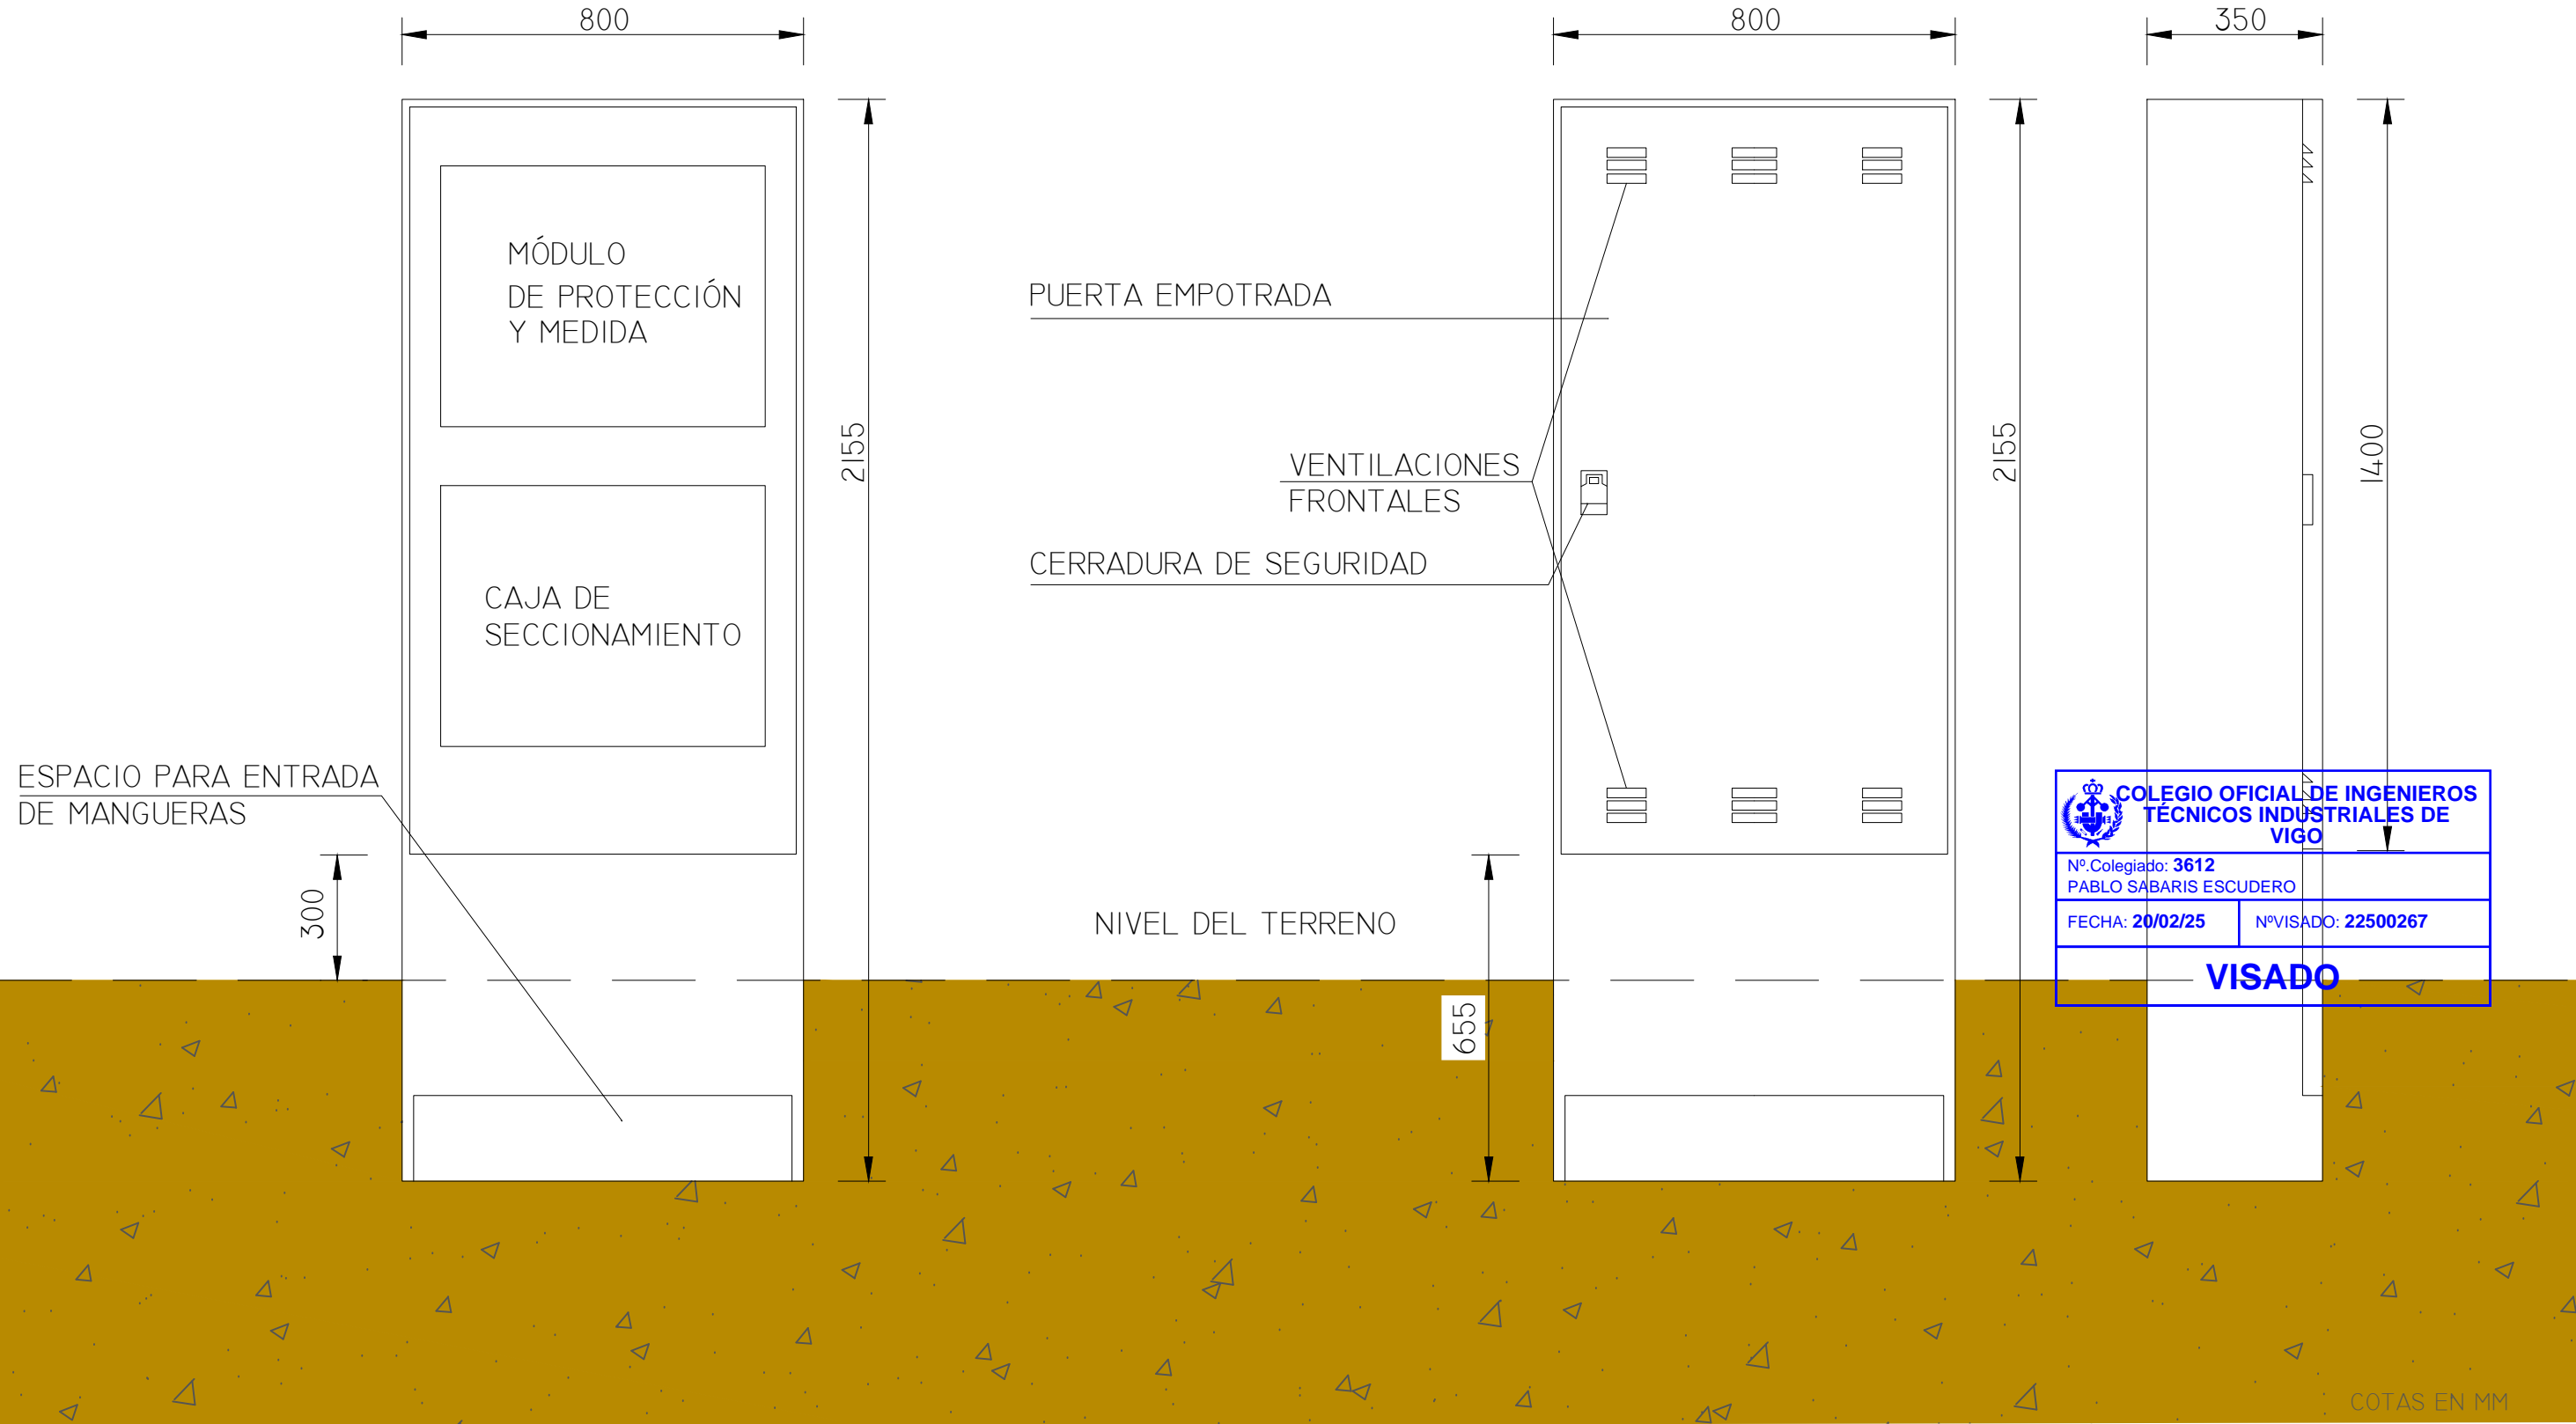 800
800
350
MÓDULO
DE PROTECCIÓN
Y MEDIDA
2155
PUERTA EMPOTRADA
VENTILACIONES
FRONTALES
CERRADURA DE SEGURIDAD
2155
1400
CAJA DE
SECCIONAMIENTO
ESPACIO PARA ENTRADA
DE MANGUERAS
300
NIVEL DEL TERRENO
655
COLEGIO OFICIAL DE INGENIEROS
TÉCNICOS INDUSTRIALES DE
VIGO
Nº.Colegiado: 3612
PABLO SABARIS ESCUDERO
FECHA: 20/02/25
NºVISADO: 22500267
VISADO
COTAS EN MM